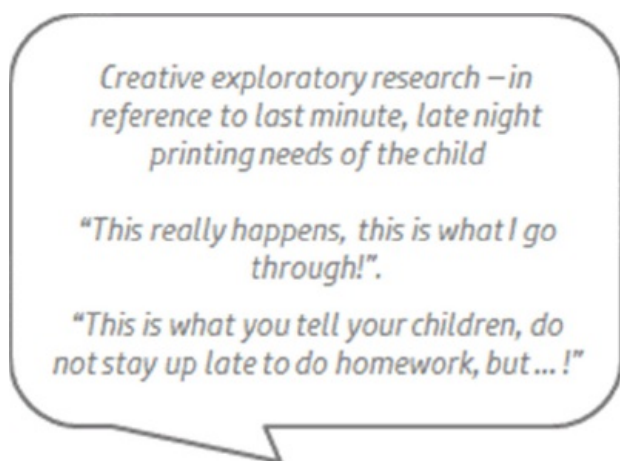 Creative exploratory research – in
reference to last minute, late night
printing needs of the child
“This really happens, this is what I go
through!”.
“This is what you tell your children, do
not stay up late to do homework, but ... !”